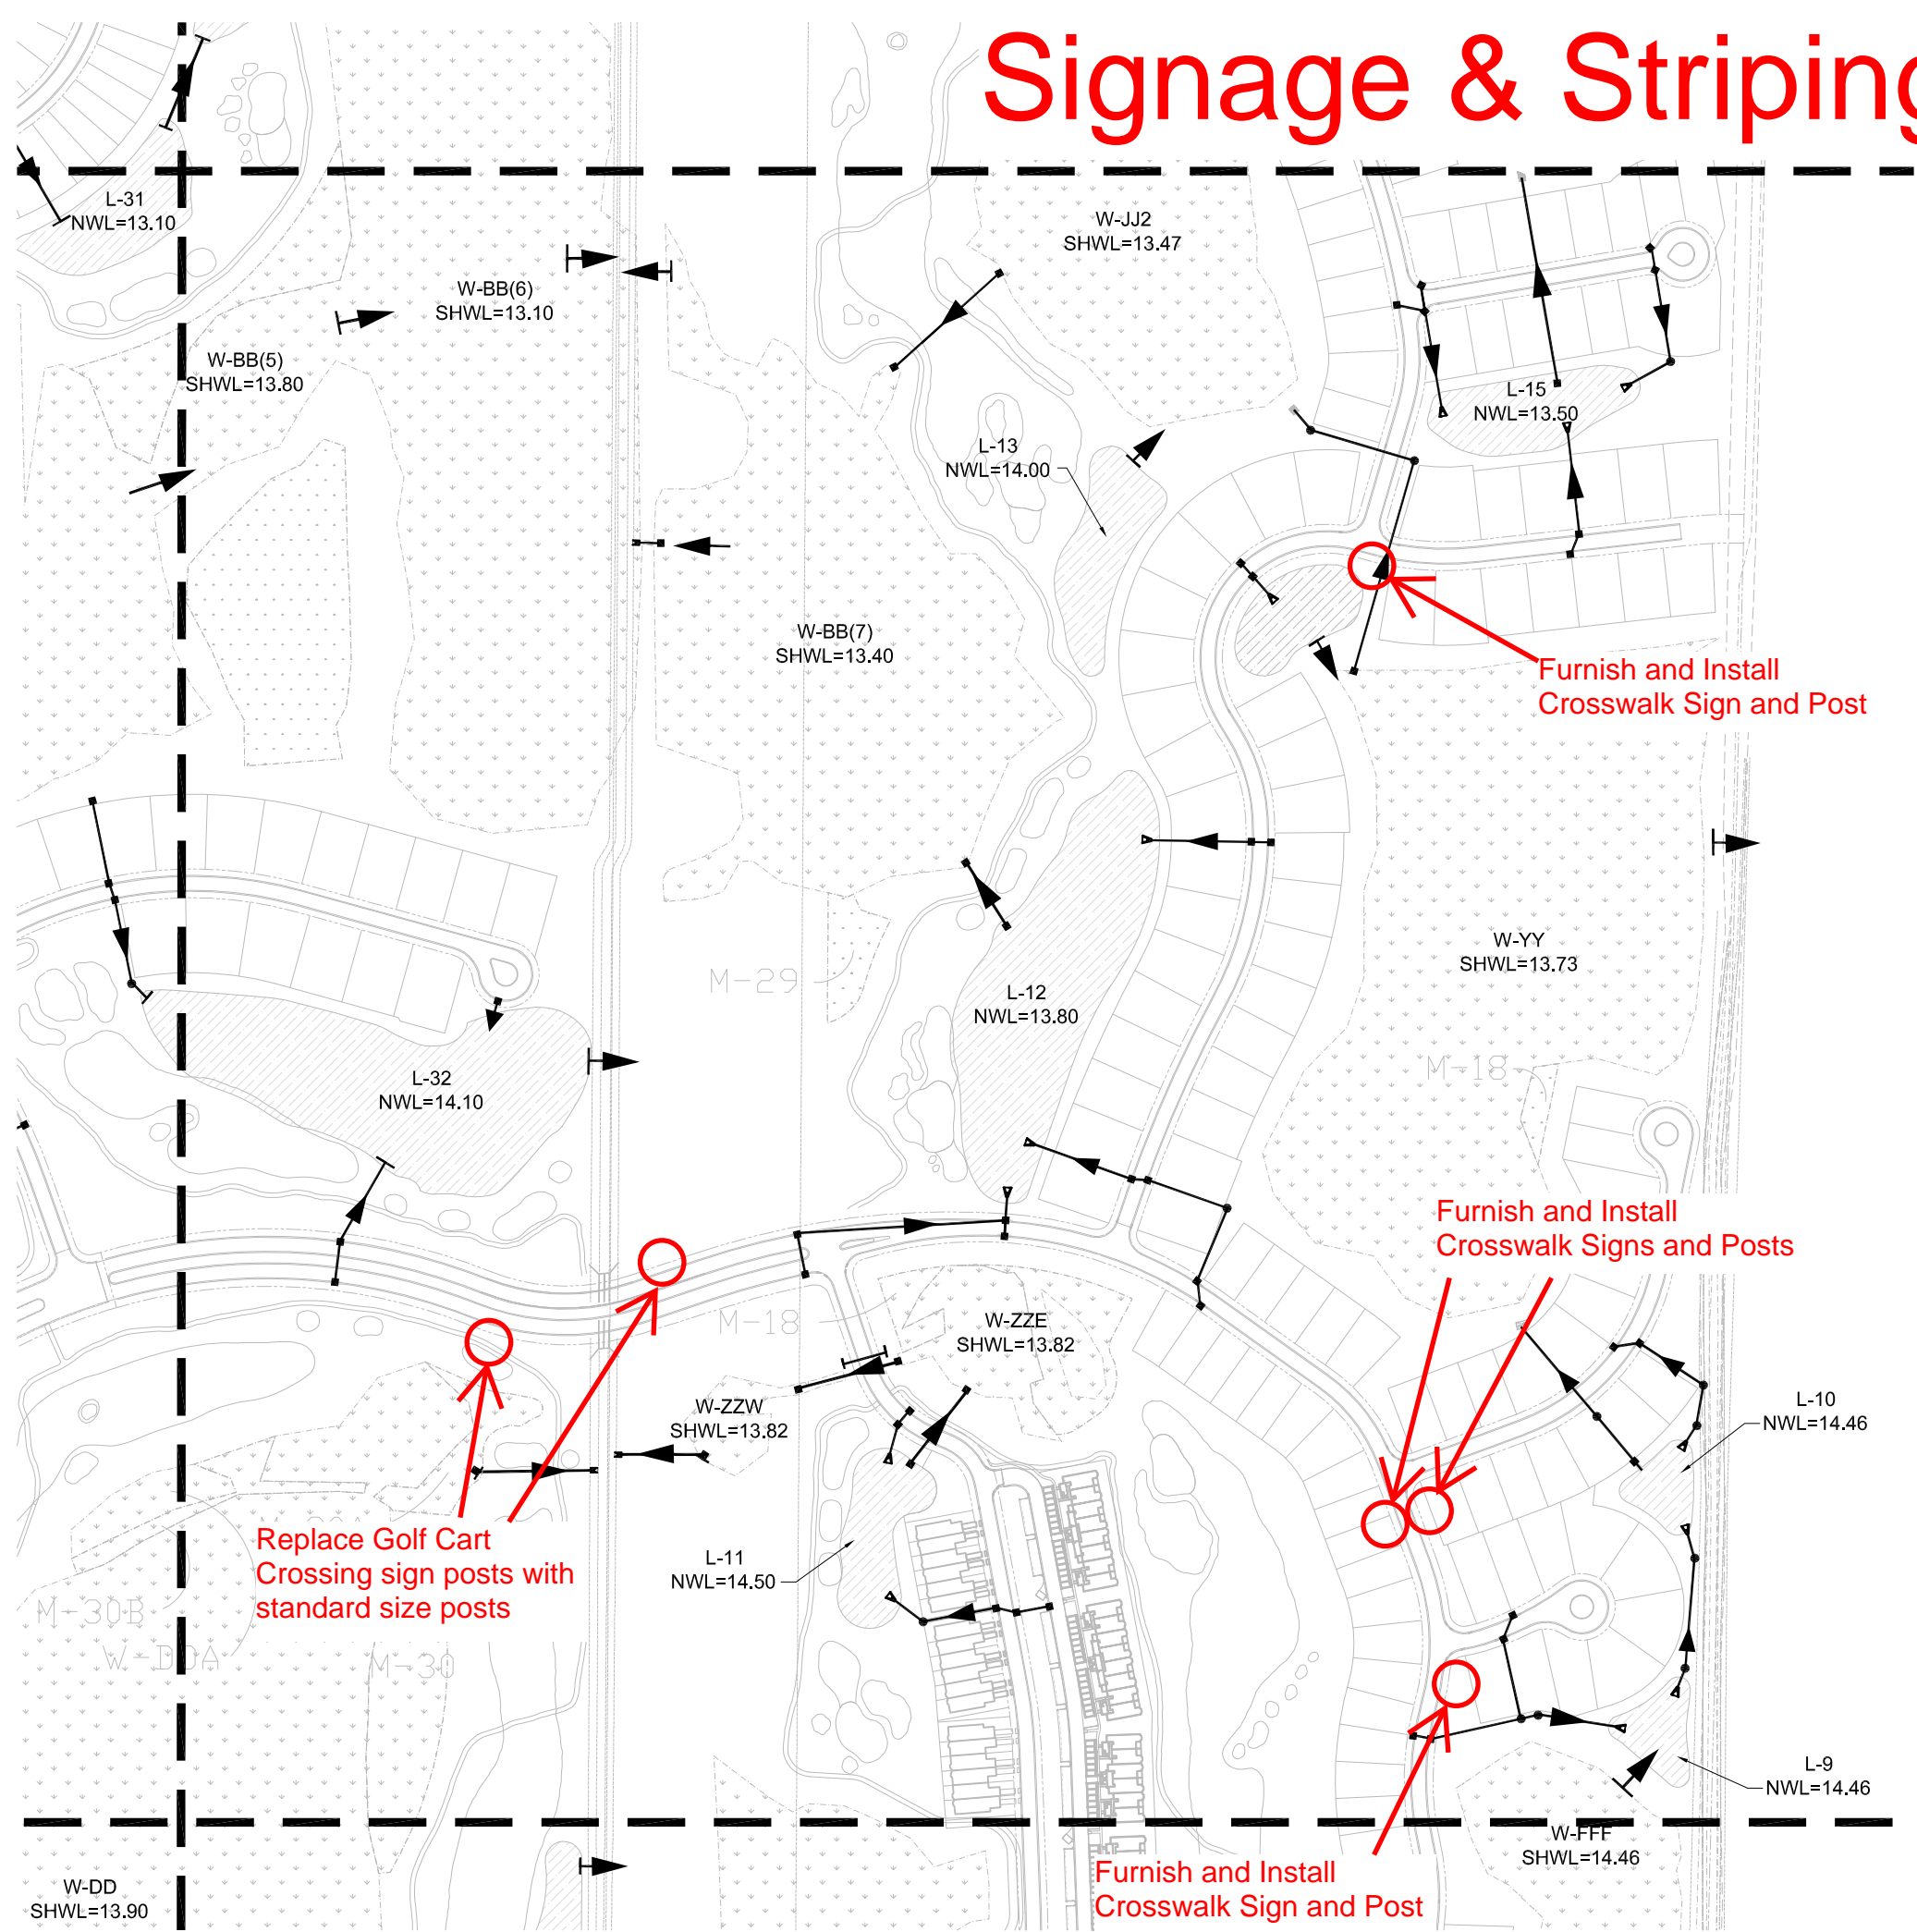 Signage & Striping
L-31
NWL=13.10
W-JJ2
SHWL=13.47
W-BB(6)
SHWL=13.10
W-BB(5)
SHWL=13.80
L-15
NWL=13.50
L-13
NWL=14.00
W-BB(7)
SHWL=13.40
Furnish and Install
Crosswalk Sign and Post
W-YY
SHWL=13.73
M-29
L-12
NWL=13.80
M-18
L-32
NWL=14.10
Furnish and Install
Crosswalk Signs and Posts
M-18
W-ZZE
SHWL=13.82
W-ZZW
SHWL=13.82
L-10
NWL=14.46
Replace Golf Cart
Crossing sign posts with
standard size posts
L-11
NWL=14.50
M-30B
W-DDA
M-30
L-9
NWL=14.46
W-FFF
SHWL=14.46
Furnish and Install
Crosswalk Sign and Post
W-DD
SHWL=13.90